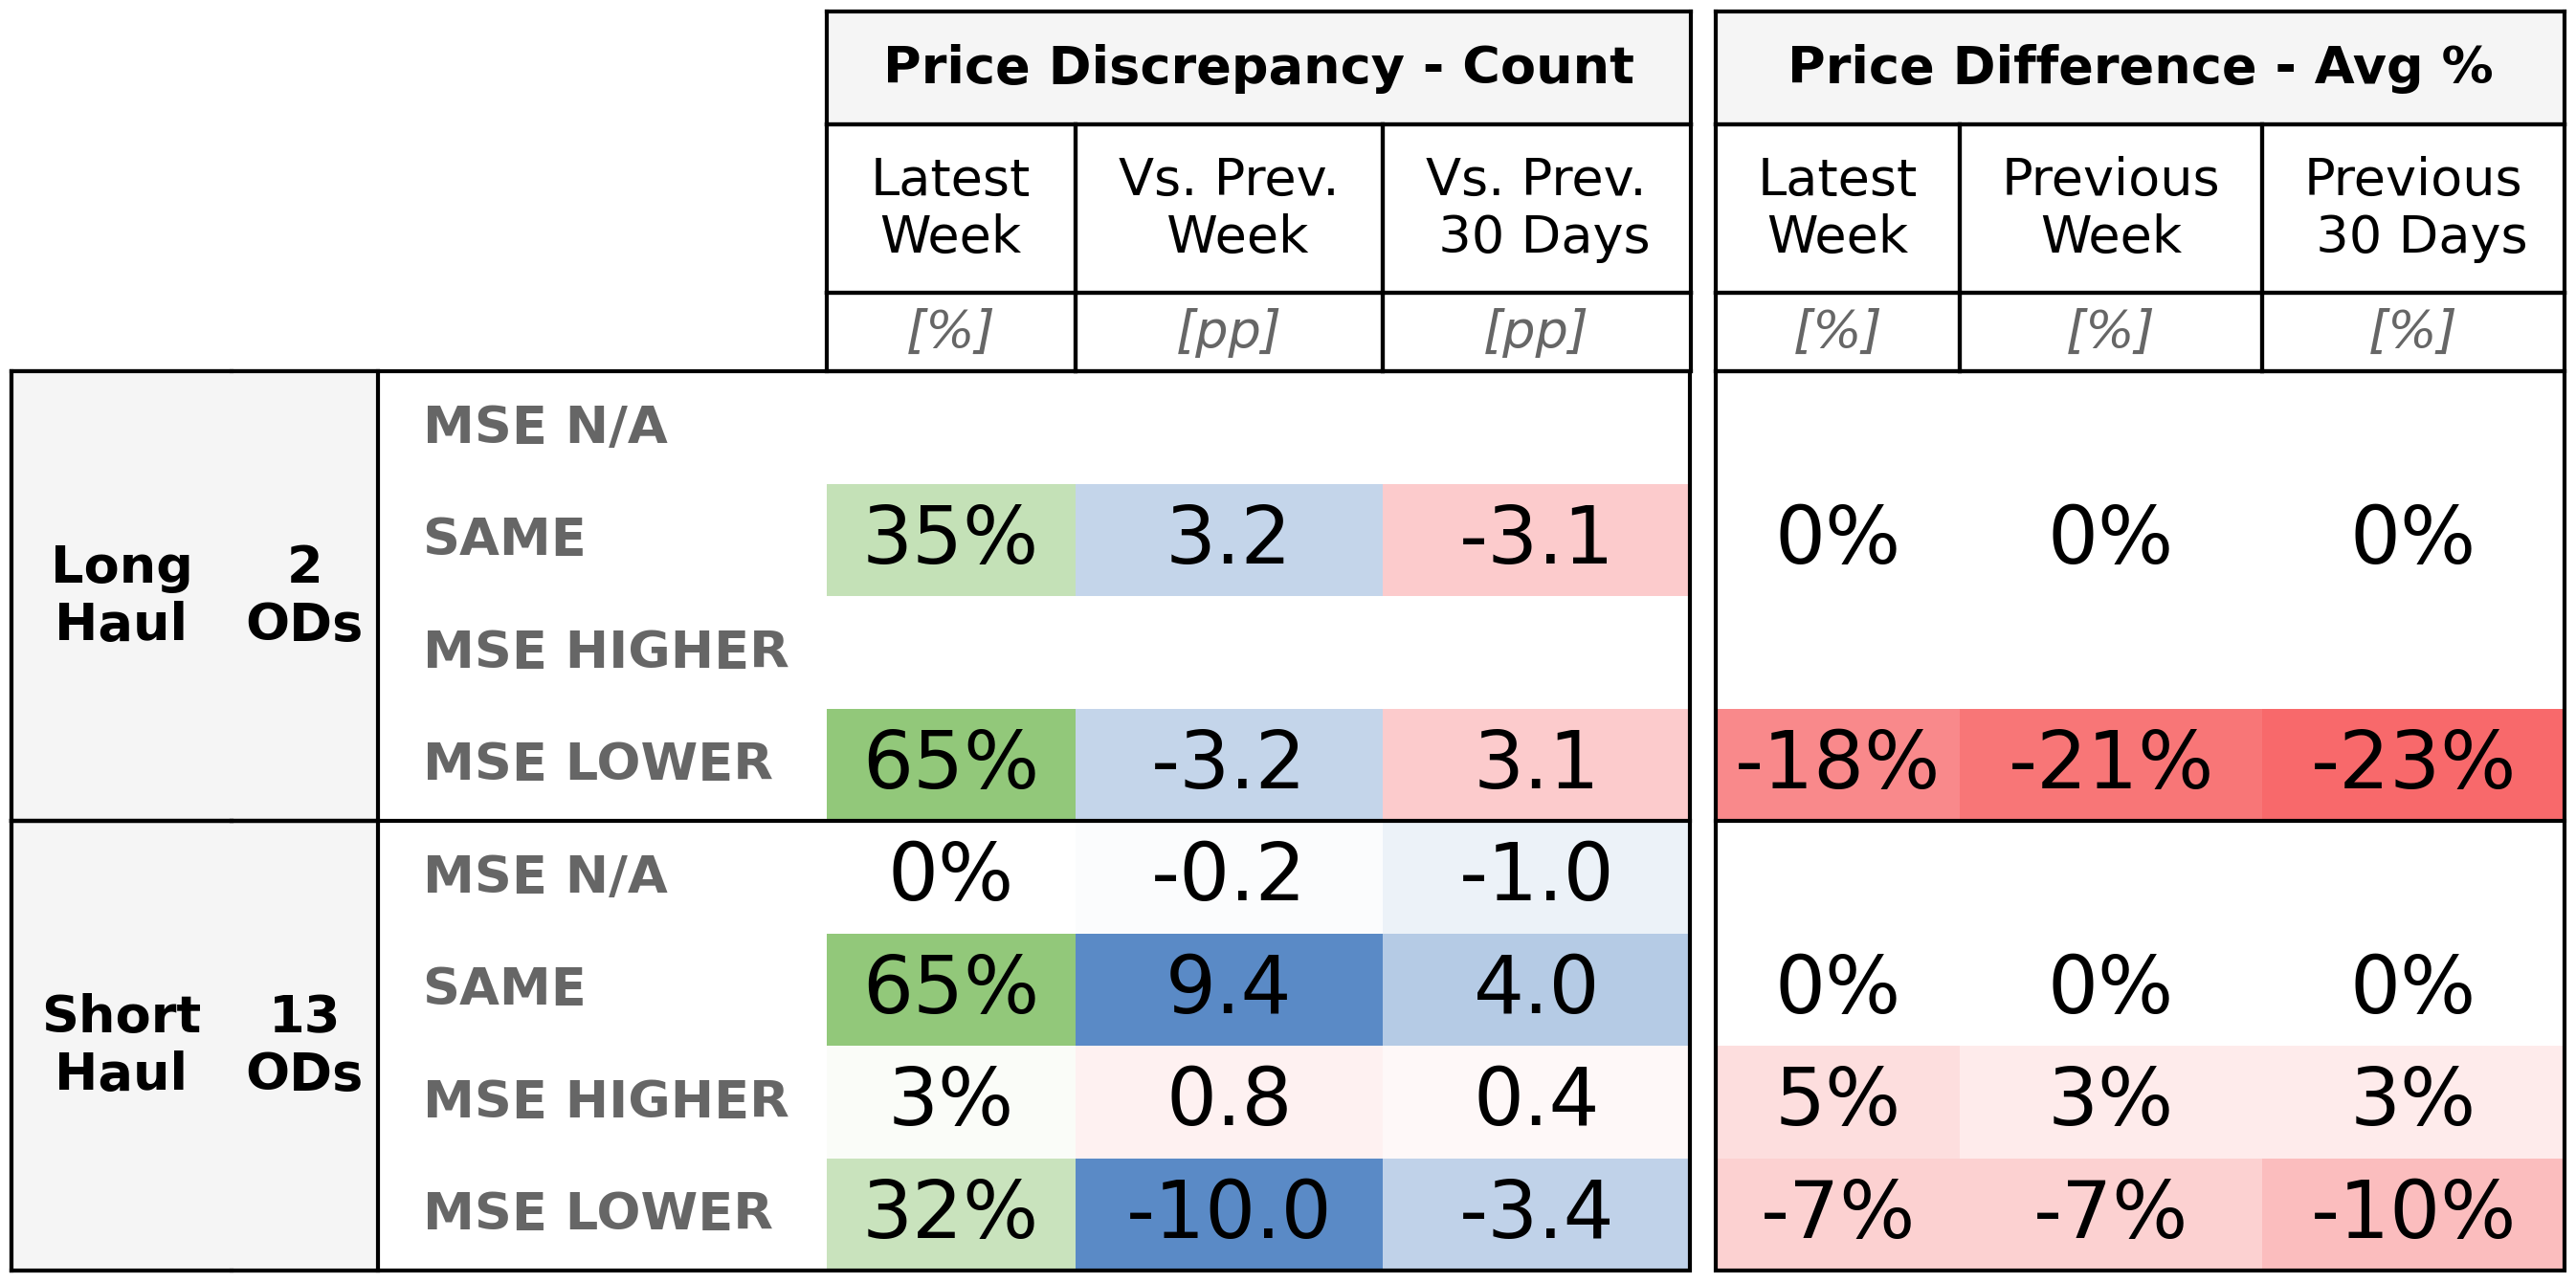 Price Discrepancy - Count Price Difference - Avg %
Latest Week Vs. Prev. Week Vs. Prev. 30 Days Latest Week Previous Week Previous 30 Days
[%] [pp] [pp] [%] [%] [%]
Long Haul 2 ODs
MSE N/A
SAME 35% 3.2 -3.1 0% 0% 0%
MSE HIGHER
MSE LOWER 65% -3.2 3.1 -18% -21% -23%
Short Haul 13 ODs
MSE N/A 0% -0.2 -1.0
SAME 65% 9.4 4.0 0% 0% 0%
MSE HIGHER 3% 0.8 0.4 5% 3% 3%
MSE LOWER 32% -10.0 -3.4 -7% -7% -10%